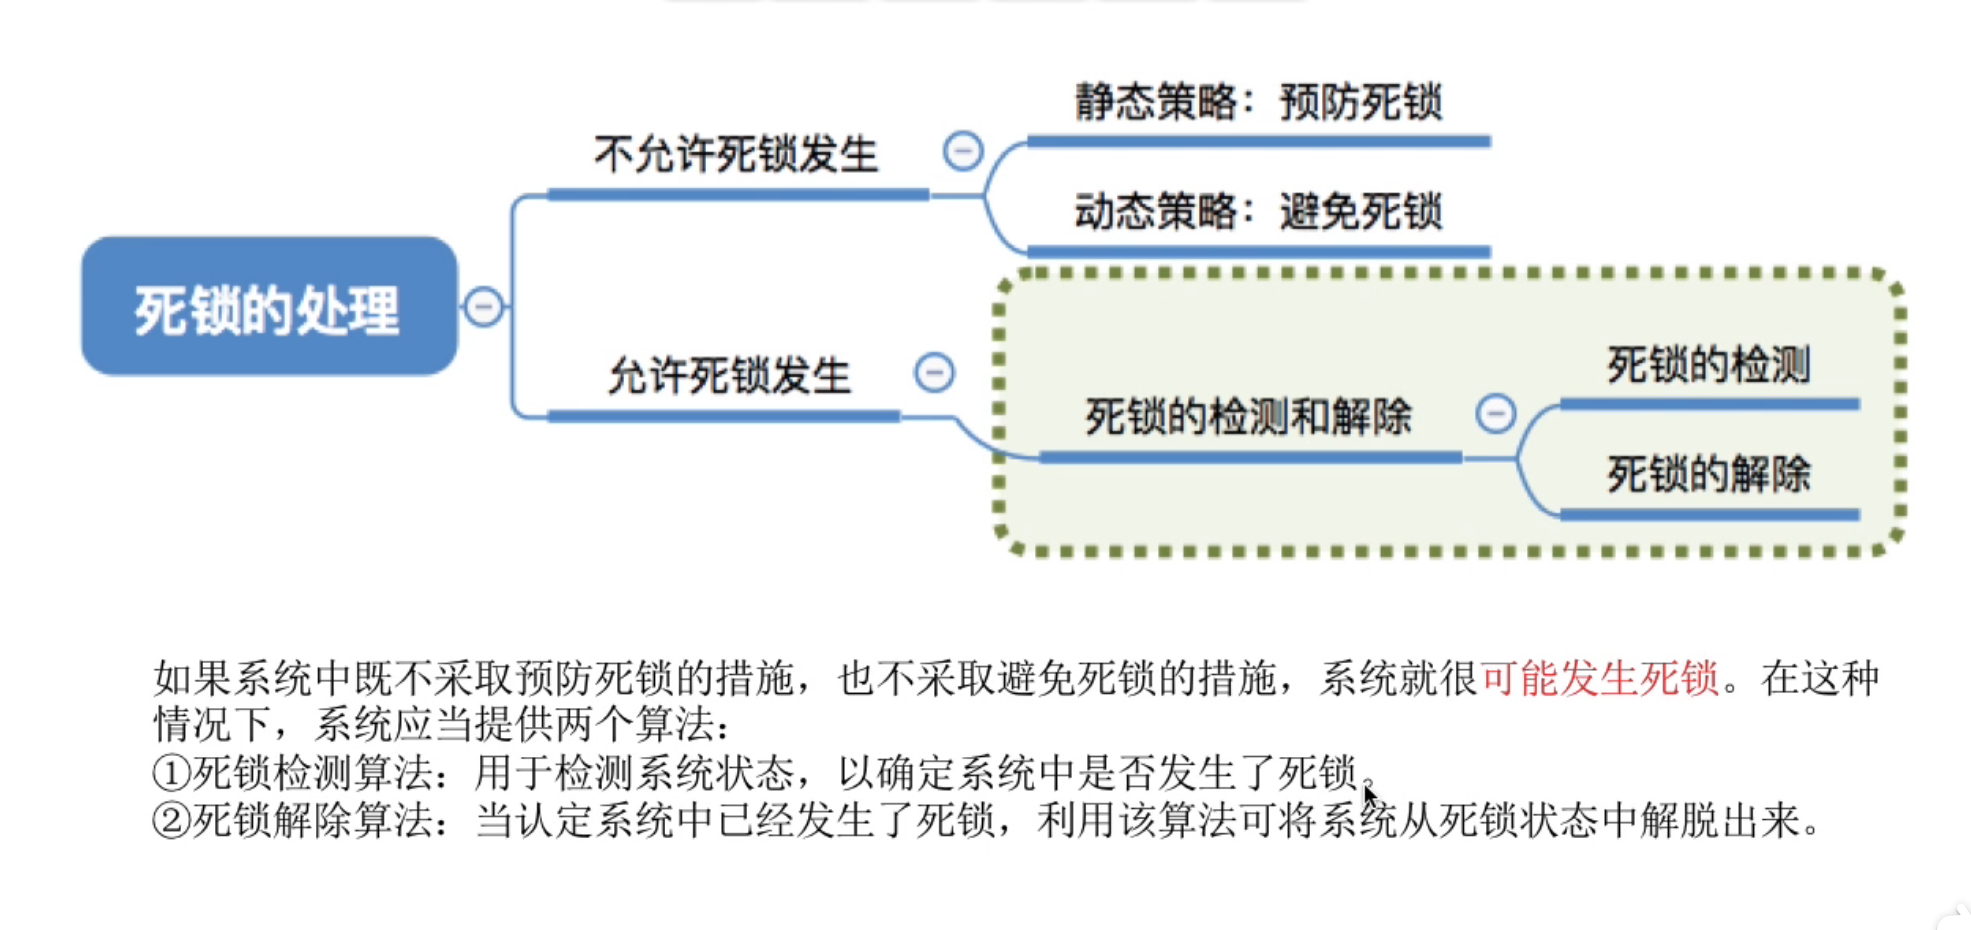 静态策略：预防死锁
不允许死锁发生
动态策略：避免死锁
死锁的处理
死锁的检测
允许死锁发生
死锁的检测和解除
死锁的解除
如果系统中既不采取预防死锁的措施，也不采取避免死锁的措施，系统就很可能发生死锁。在这种
情况下，系统应当提供两个算法：
①死锁检测算法：用于检测系统状态，以确定系统中是否发生了死锁。
②死锁解除算法：当认定系统中已经发生了死锁，利用该算法可将系统从死锁状态中解脱出来。